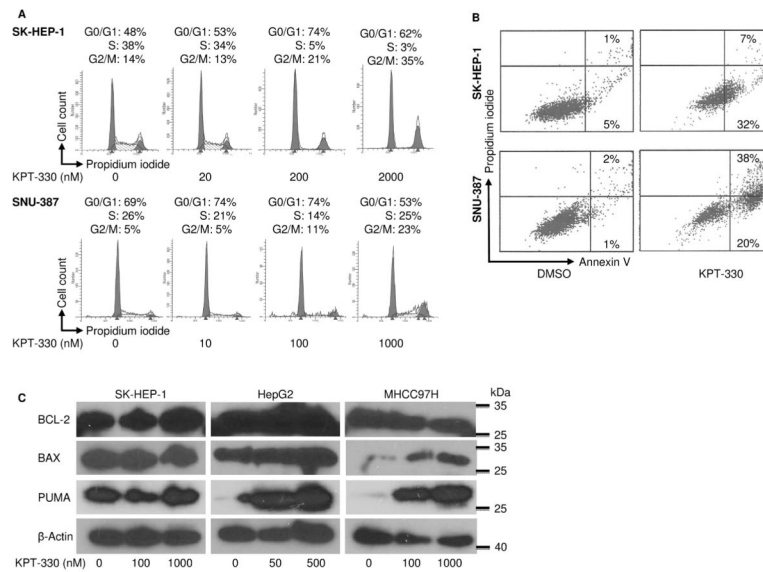 A
SK-HEP-1
G0/G1: 48% G0/G1: 53% 74% 62%
S: 38% S: 34% 5% 3%
G2/M: 14% G2/M: 13% 21% 35%
Cell count
Propidium iodide
KPT-330 (nM) 0 20 200 2000
SNU-387
G0/G1: 69% G0/G1: 74% G0/G1: 74% G0/G1: 53%
S: 26% S: 21% S: 14% S: 25%
G2/M: 5% G2/M: 5% G2/M: 11% G2/M: 23%
Cell count
Propidium iodide
KPT-330 (nM) 0 10 100 1000
B
SK-HEP-1
SNU-387
Propidium iodide
1% 7%
5% 32%
2% 38%
1% 20%
Annexin V
DMSO KPT-330
C
SK-HEP-1 HepG2 MHCC97H kDa
BCL-2 35
25
BAX 35
25
PUMA 25
β-Actin 40
KPT-330 (nM) 0 100 1000 0 50 500 0 100 1000